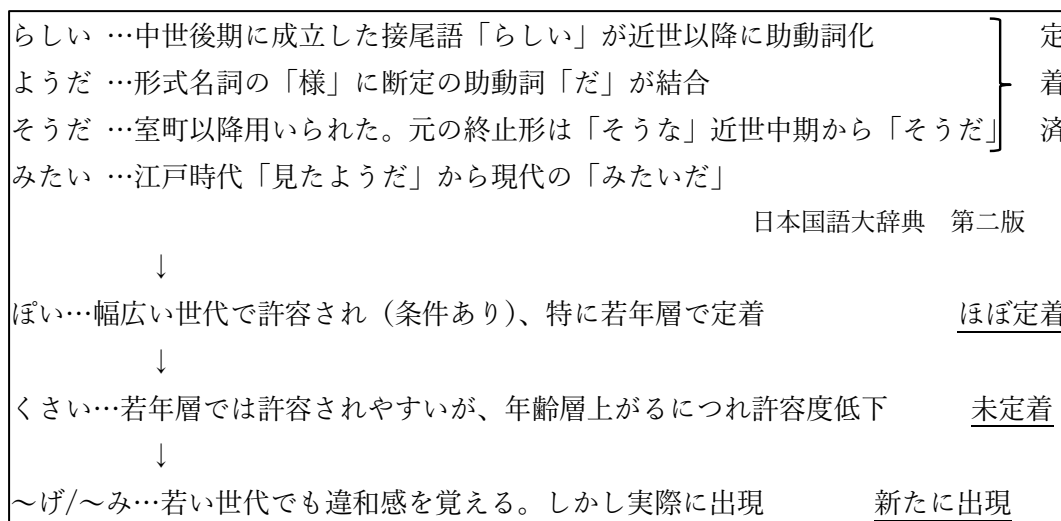 らしい …中世後期に成立した接尾語「らしい」が近世以降に助動詞化 定
ようだ …形式名詞の「様」に断定の助動詞「だ」が結合 着
そうだ …室町以降用いられた。元の終止形は「そうな」近世中期から「そうだ」 済
みたい …江戸時代「見たようだ」から現代の「みたいだ」
日本国語大辞典 第二版
↓
ぽい…幅広い世代で許容され（条件あり）、特に若年層で定着 ほぼ定着
↓
くさい…若年層では許容されやすいが、年齢層上がるにつれ許容度低下 未定着
↓
～げ/～み…若い世代でも違和感を覚える。しかし実際に出現 新たに出現